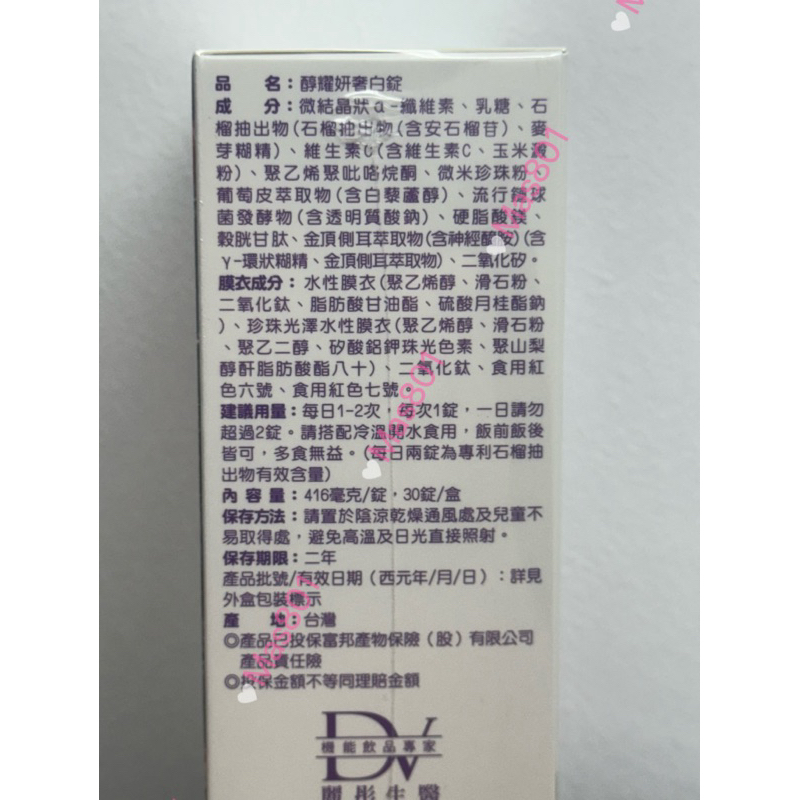 品　　名：醇耀妍奢白錠
成　　分：微結晶狀α-纖維素、乳糖、石
榴抽出物(石榴抽出物(含安石榴苷)、麥
芽糊精)、維生素C(含維生素C、玉米澱
粉)、聚乙烯聚吡咯烷酮、微米珍珠粉、
葡萄皮萃取物(含白藜蘆醇)、流行鏈球
菌發酵物(含透明質酸鈉)、硬脂酸鎂、
穀胱甘肽、金頂側耳萃取物(含神經醯胺)(含
γ-環狀糊精、金頂側耳萃取物)、二氧化矽。
膜衣成分：水性膜衣(聚乙烯醇、滑石粉、
二氧化鈦、脂肪酸甘油酯、硫酸月桂酯鈉
)、珍珠光澤水性膜衣(聚乙烯醇、滑石粉
、聚乙二醇、矽酸鋁鉀珠光色素、聚山梨
醇酐脂肪酸酯八十)、二氧化鈦、食用紅
色六號、食用紅色七號。
建議用量：每日1-2次，每次1錠，一日請勿
超過2錠。請搭配冷溫開水食用，飯前飯後
皆可，多食無益。(每日兩錠為專利石榴抽
出物有效含量)
內 容 量：416毫克/錠，30錠/盒
保存方法：請置於陰涼乾燥通風處及兒童不
易取得處，避免高溫及日光直接照射。
保存期限：二年
產品批號/有效日期（西元年/月/日）：詳見
外盒包裝標示
產　　地：台灣
◎產品已投保富邦產物保險（股）有限公司
產品責任險
◎投保金額不等同理賠金額
DV
機能飲品專家
麗彤生醫
Mas801
Mas801
Mas801